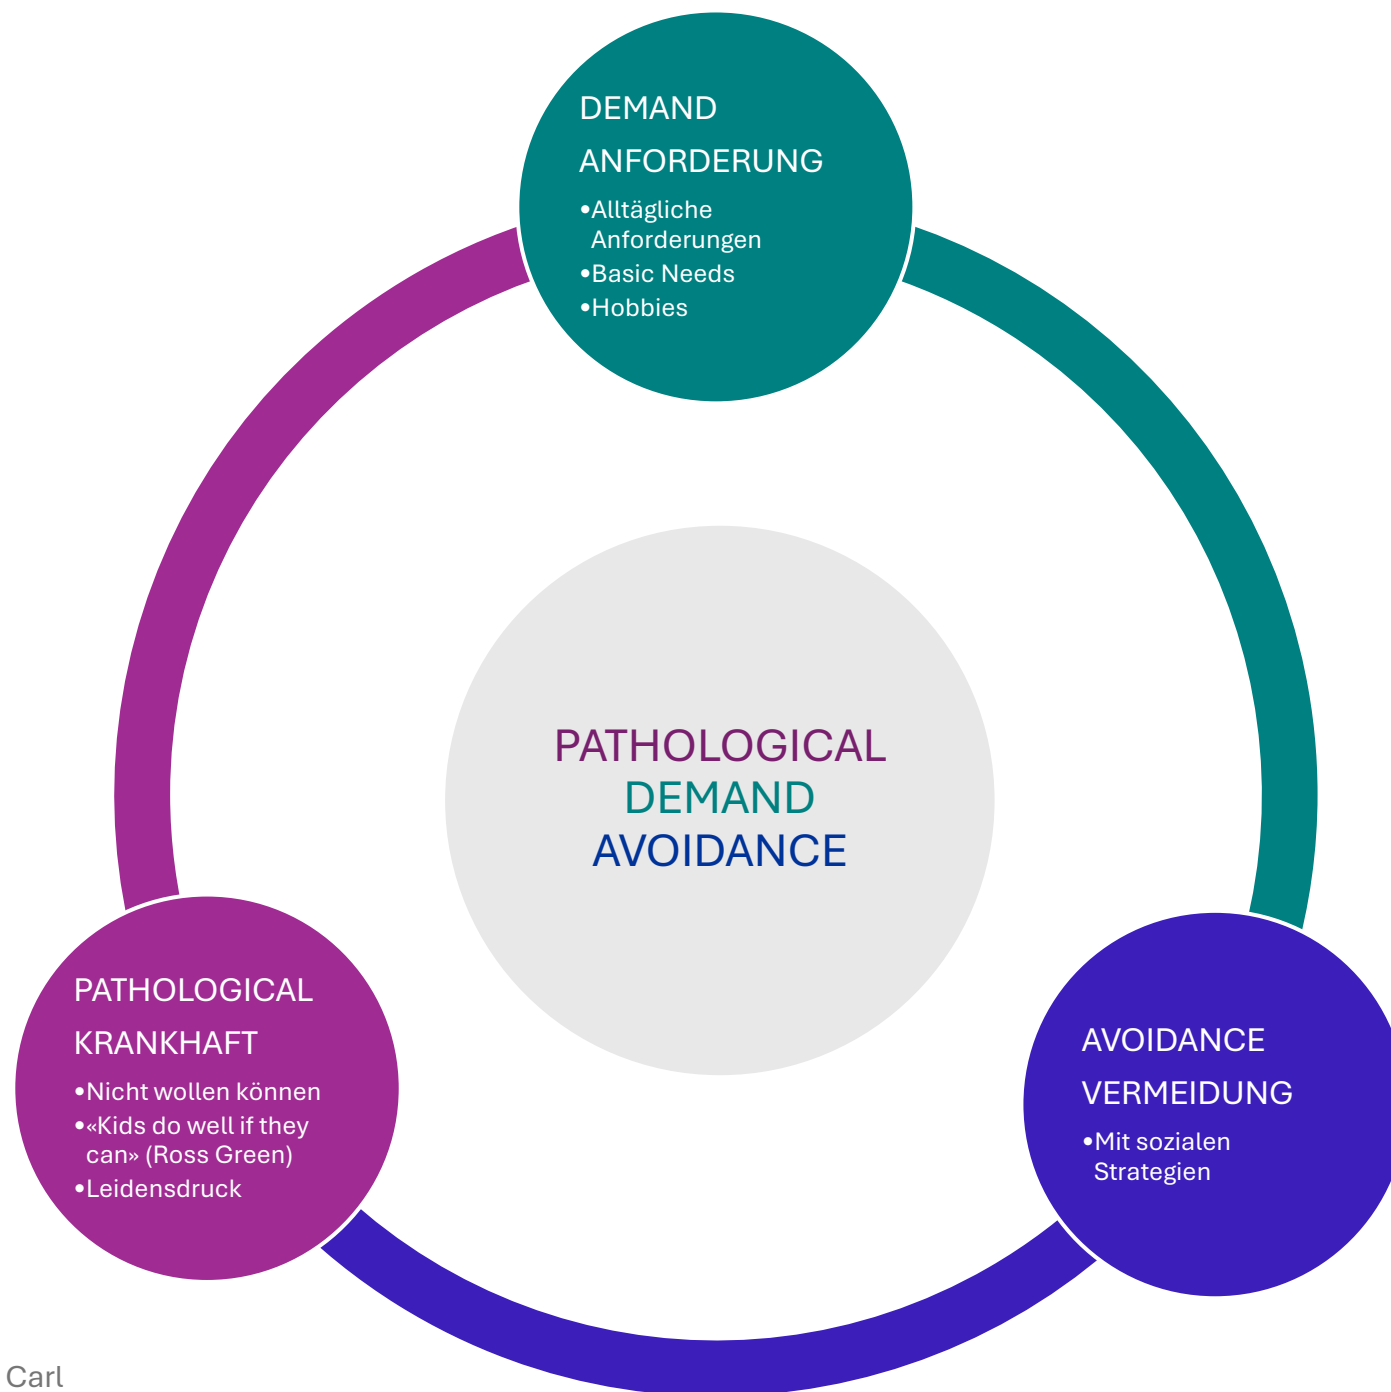 DEMAND
ANFORDERUNG
•Alltägliche
Anforderungen
•Basic Needs
•Hobbies
PATHOLOGICAL
DEMAND
AVOIDANCE
PATHOLOGICAL
KRANKHAFT
•Nicht wollen können
•«Kids do well if they
can» (Ross Green)
•Leidensdruck
AVOIDANCE
VERMEIDUNG
•Mit sozialen
Strategien
Carl